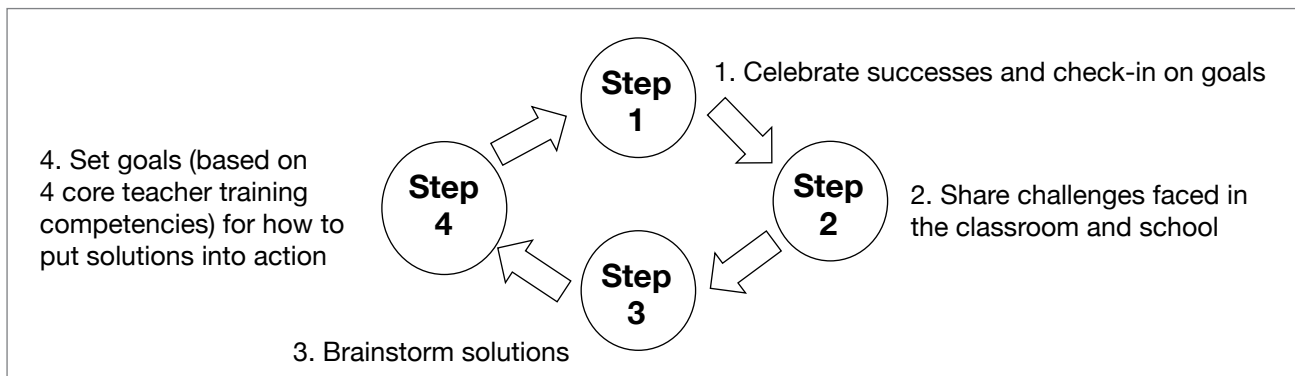 Step
1
1. Celebrate successes and check-in on goals
Step
2
2. Share challenges faced in
the classroom and school
Step
3
3. Brainstorm solutions
Step
4
4. Set goals (based on
4 core teacher training
competencies) for how to
put solutions into action